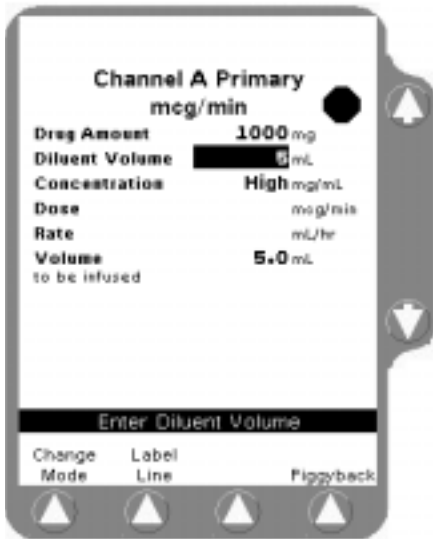 Channel A Primary
mcg/min
Drug Amount 1000 mg
Diluent Volume 5 mL
Concentration High mg/mL
Dose mcg/min
Rate mL/hr
Volume 5.0 mL
to be infused
Enter Diluent Volume
Change Mode
Label Line
Piggyback